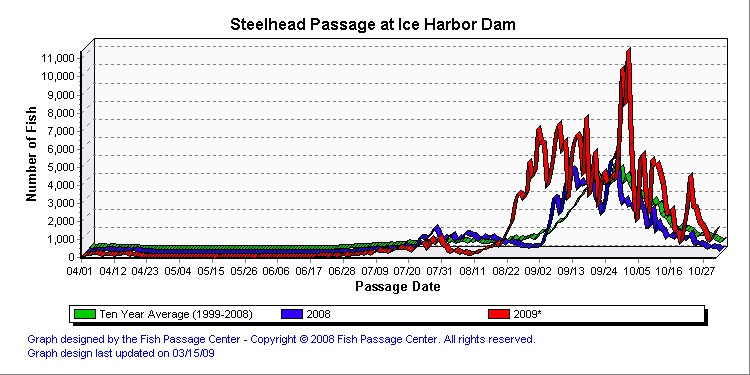 Steelhead Passage at Ice Harbor Dam
Number of Fish
11,000
10,000
9,000
8,000
7,000
6,000
5,000
4,000
3,000
2,000
1,000
0
04/01 04/12 04/23 05/04 05/15 05/26 06/06 06/17 06/28 07/09 07/20 07/31 08/11 08/22 09/02 09/13 09/24 10/05 10/16 10/27
Passage Date
Ten Year Average (1999-2008) 2008 2009*
Graph designed by the Fish Passage Center - Copyright © 2008 Fish Passage Center. All rights reserved.
Graph design last updated on 03/15/09